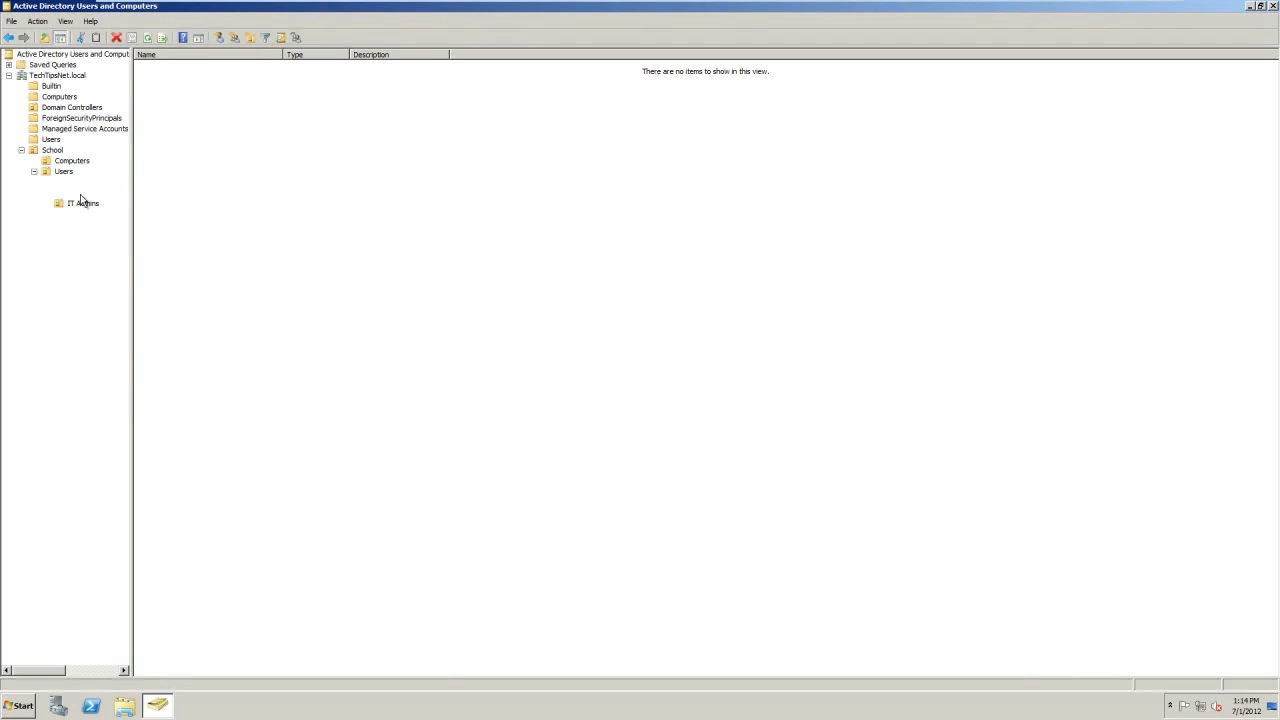 Active Directory Users and Computers
File Action View Help
Active Directory Users and Comput
Name Type Description
Saved Queries
There are no items to show in this view.
TechTipsNet.local
Builtin
Computers
Domain Controllers
ForeignSecurityPrincipals
Managed Service Accounts
Users
School
Computers
Users
IT Admins
Start
1:14 PM
7/1/2012